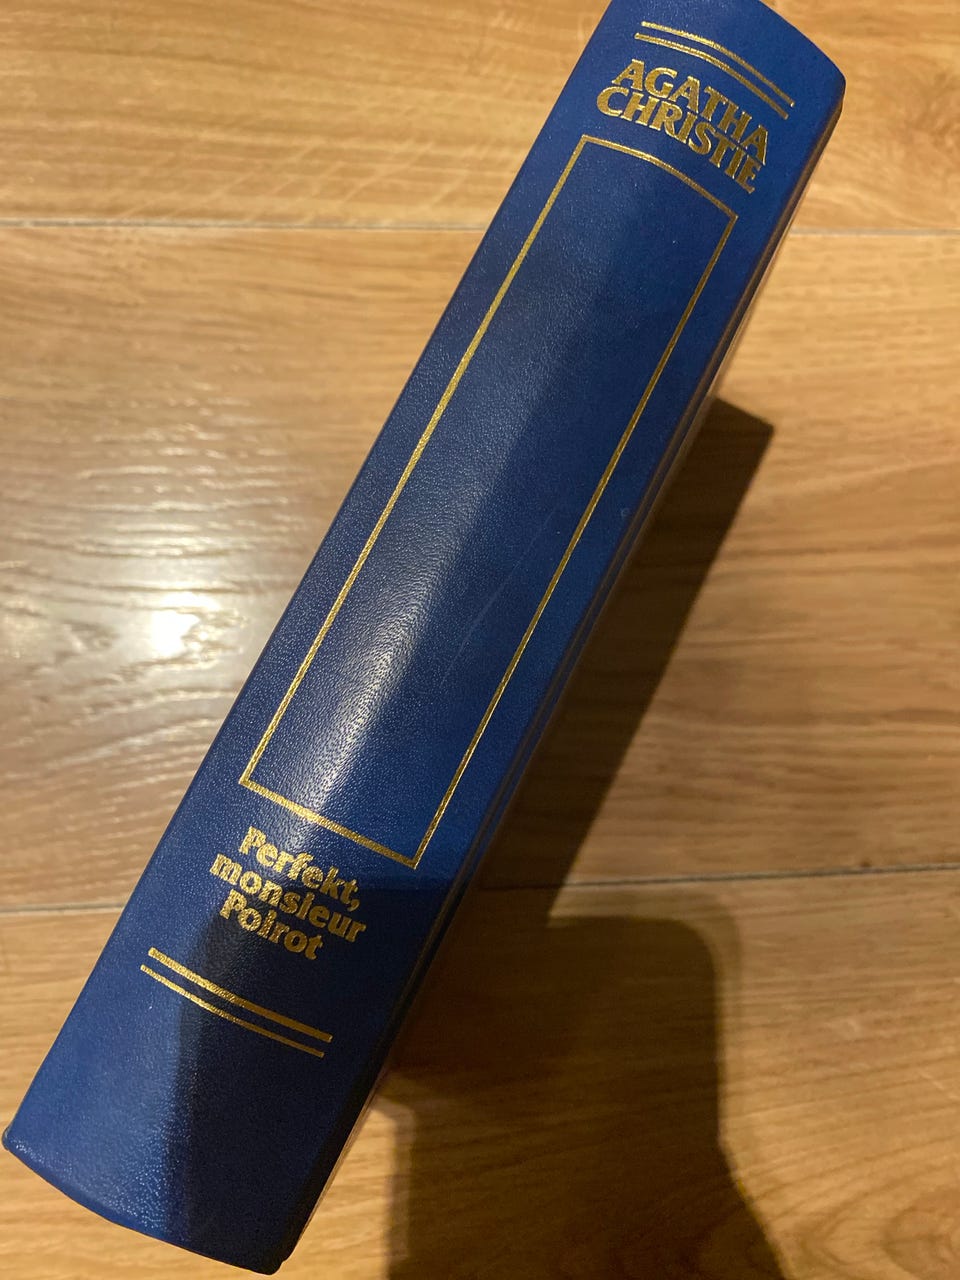 AGATHA
CHRISTIE
Perfekt,
monsieur
Poirot